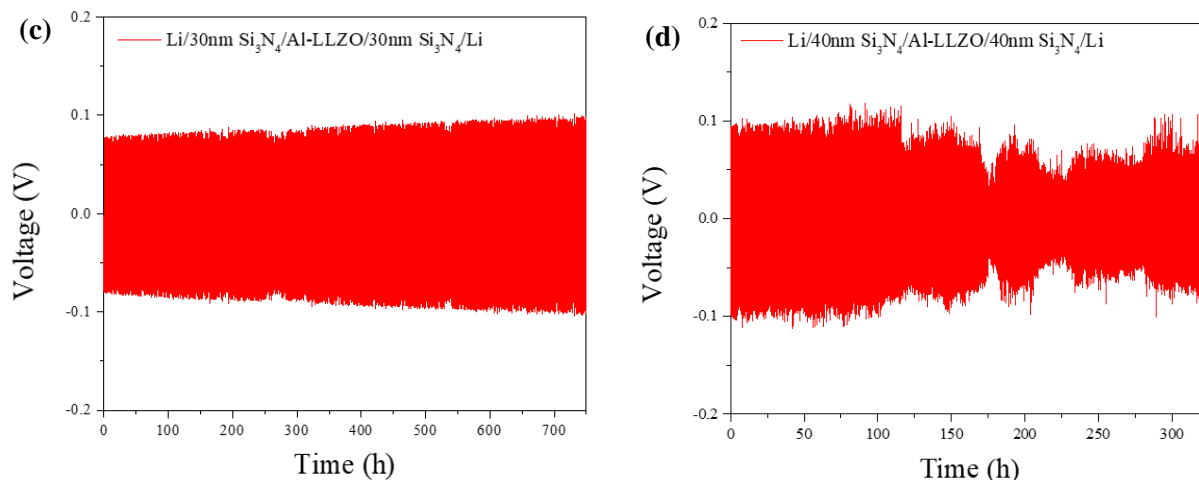 (c)
Li/30nm Si₃N₄/Al-LLZO/30nm Si₃N₄/Li
0.2
0.1
0.0
-0.1
-0.2
Voltage (V)
0 100 200 300 400 500 600 700
Time (h)
(d)
Li/40nm Si₃N₄/Al-LLZO/40nm Si₃N₄/Li
0.2
0.1
0.0
-0.1
-0.2
Voltage (V)
0 50 100 150 200 250 300
Time (h)